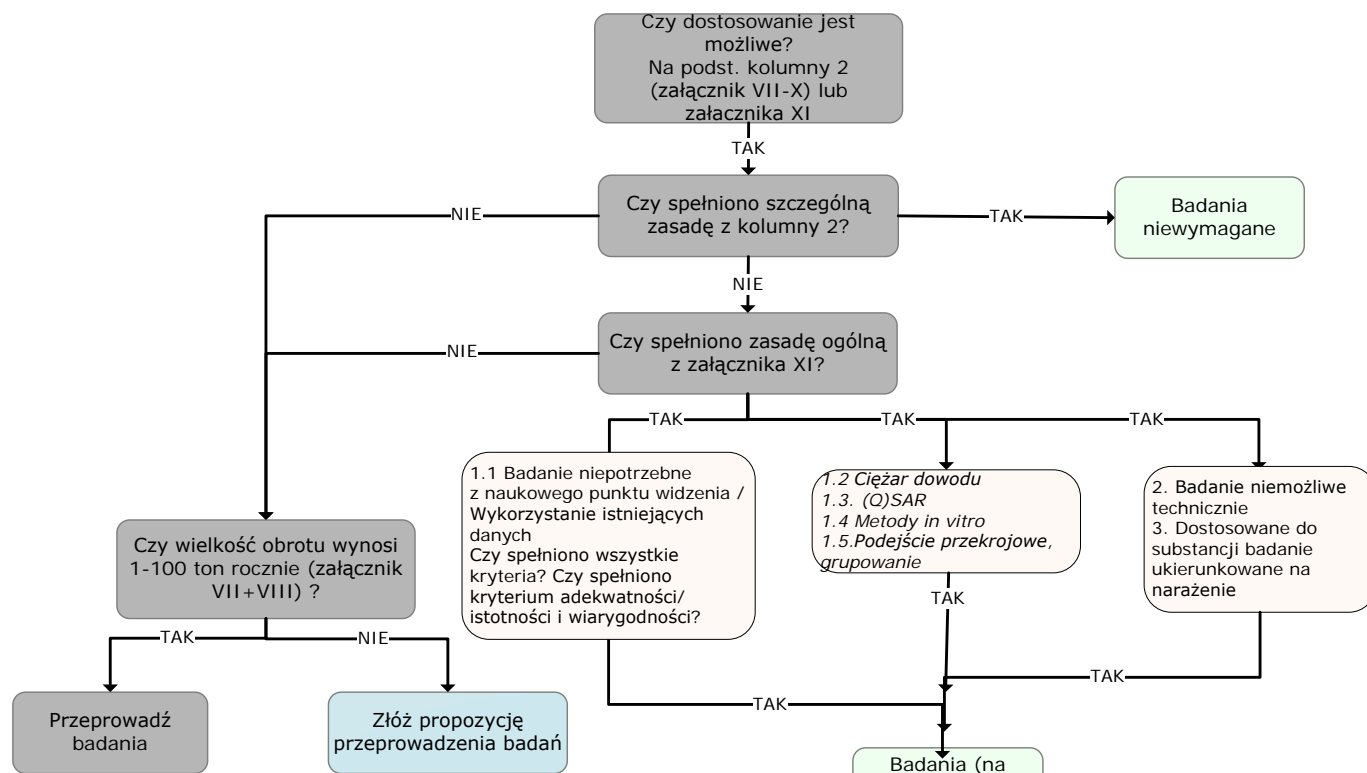 Czy dostosowanie jest
możliwe?
Na podst. kolumny 2
(załącznik VII-X) lub
załacznika XI
TAK
Czy spełniono szczególną
zasadę z kolumny 2?
NIE
TAK
Badania
niewymagane
NIE
Czy spełniono zasadę ogólną
z załącznika XI?
NIE
TAK
TAK
TAK
1.1 Badanie niepotrzebne
z naukowego punktu widzenia /
Wykorzystanie istniejących
danych
Czy spełniono wszystkie
kryteria? Czy spełniono
kryterium adekwatności/
istotności i wiarygodności?
1.2 Ciężar dowodu
1.3. (Q)SAR
1.4 Metody in vitro
1.5.Podejście przekrojowe,
grupowanie
2. Badanie niemożliwe
technicznie
3. Dostosowane do
substancji badanie
ukierunkowane na
narażenie
Czy wielkość obrotu wynosi
1-100 ton rocznie (załącznik
VII+VIII) ?
TAK
NIE
TAK
TAK
TAK
Przeprowadź
badania
Złóż propozycję
przeprowadzenia badań
Badania (na